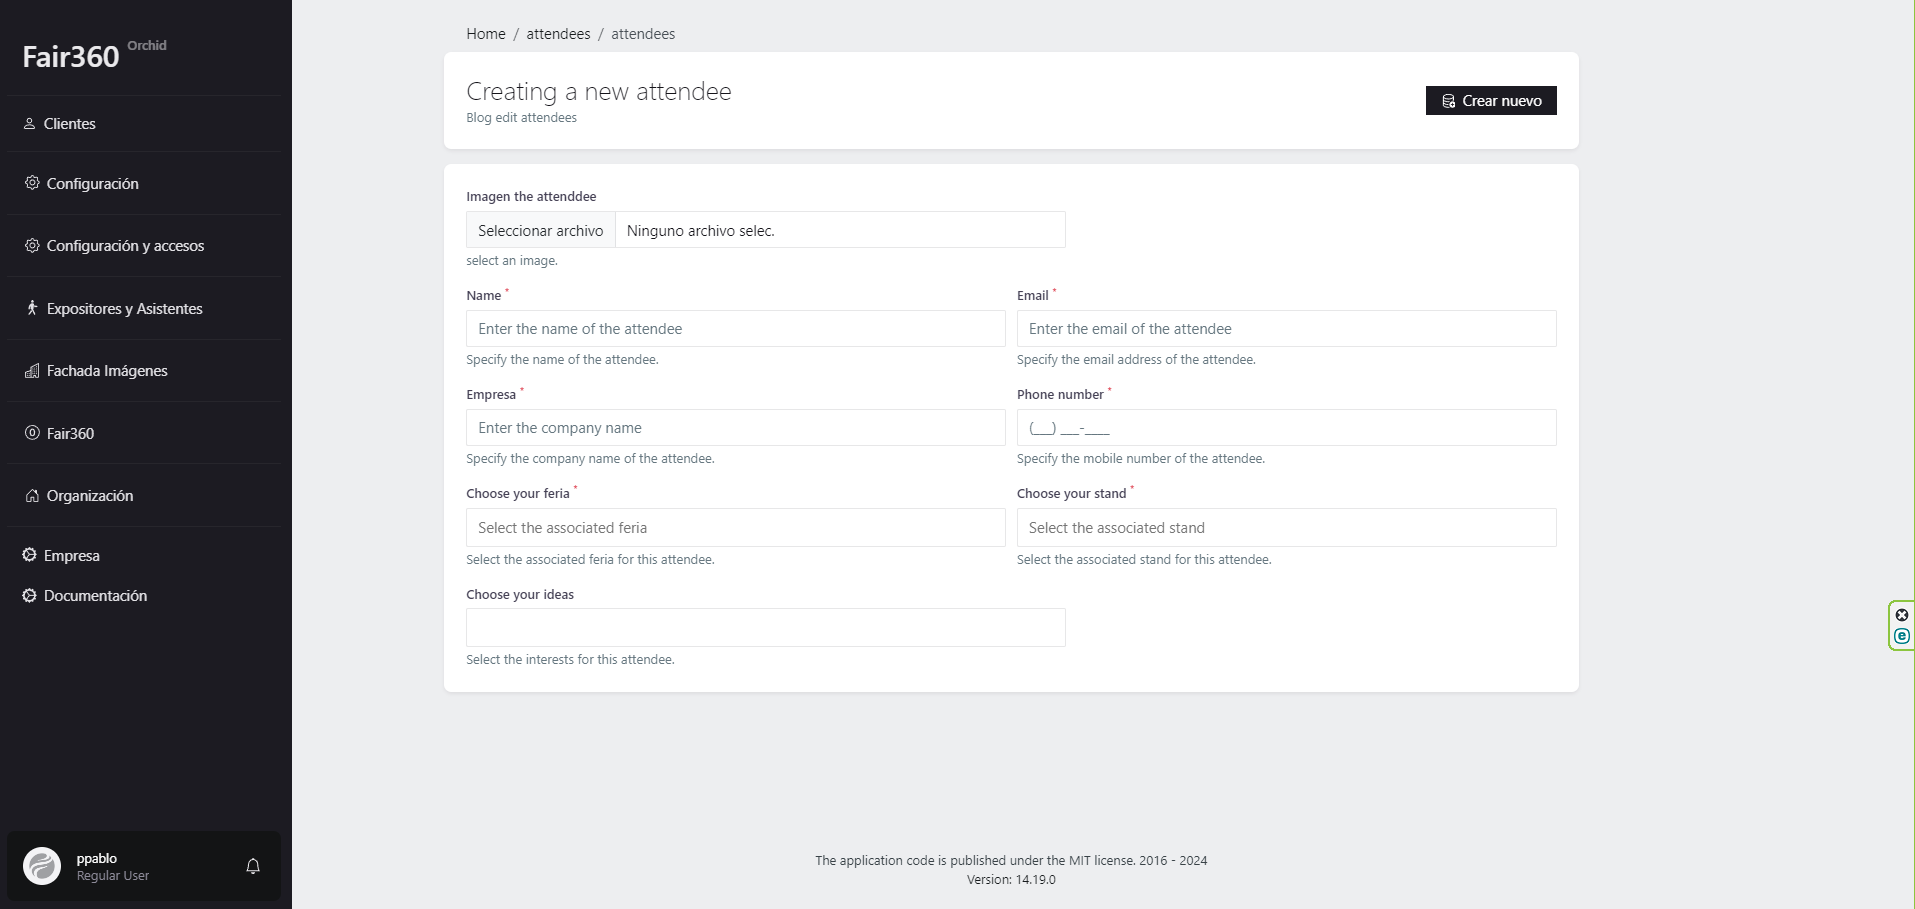 Fair360 Orchid
Clientes
Configuración
Configuración y accesos
Expositores y Asistentes
Fachada Imágenes
Fair360
Organización
Empresa
Documentación
ppablo
Regular User
Home / attendees / attendees
Creating a new attendee
Blog edit attendees
Crear nuevo
Imagen the attenddee
Seleccionar archivo Ninguno archivo selec.
select an image.
Name *
Enter the name of the attendee
Specify the name of the attendee.
Email *
Enter the email of the attendee
Specify the email address of the attendee.
Empresa *
Enter the company name
Specify the company name of the attendee.
Phone number *
(___) ___-____
Specify the mobile number of the attendee.
Choose your feria *
Select the associated feria
Select the associated feria for this attendee.
Choose your stand *
Select the associated stand
Select the associated stand for this attendee.
Choose your ideas
Select the interests for this attendee.
The application code is published under the MIT license. 2016 - 2024
Version: 14.19.0